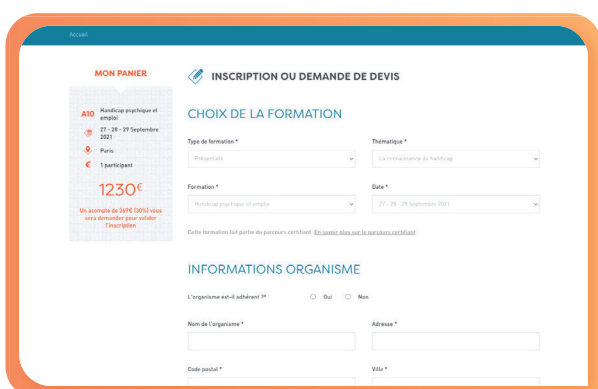 Accueil
MON PANIER
A10 Handicap psychique et
emploi
27 - 28 - 29 Septembre
2021
Paris
€ 1 participant
1230€
Un acompte de 369€ (30%) vous
sera demander pour valider
l'inscription
INSCRIPTION OU DEMANDE DE DEVIS
CHOIX DE LA FORMATION
Type de formation * Thématique *
Présentiels La connaissance du handicap
Formation * Date *
Handicap psychique et emploi 27 - 28 - 29 Septembre 2021
Cette formation fait partie du parcours certifiant. En savoir plus sur le parcours certifiant
INFORMATIONS ORGANISME
L'organisme est-il adhérent ?* Oui Non
Nom de l'organisme * Adresse *
Code postal * Ville *